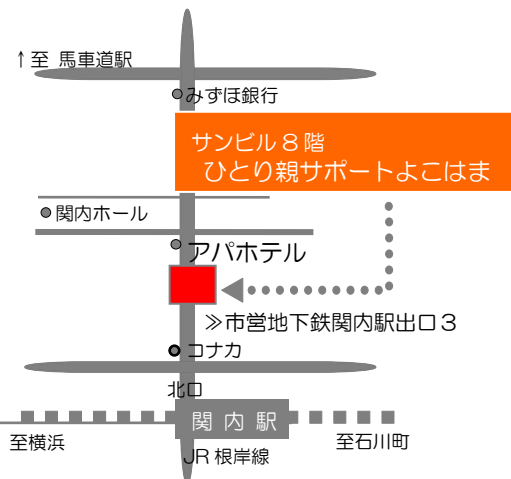 ↑至 馬車道駅
みずほ銀行
サンビル８階
ひとり親サポートよこはま
関内ホール
アパホテル
≫市営地下鉄関内駅出口３
コナカ
北口
関内駅
至横浜
至石川町
JR 根岸線